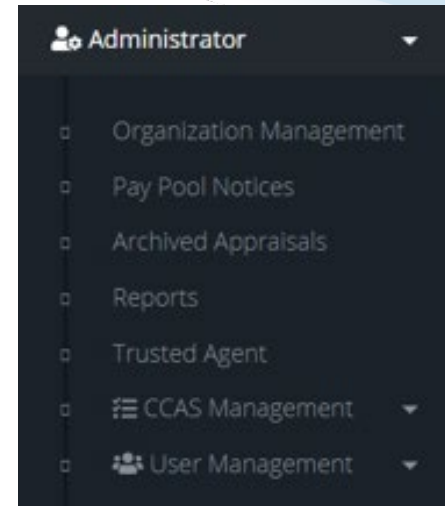 Administrator
Organization Management
Pay Pool Notices
Archived Appraisals
Reports
Trusted Agent
CCAS Management
User Management